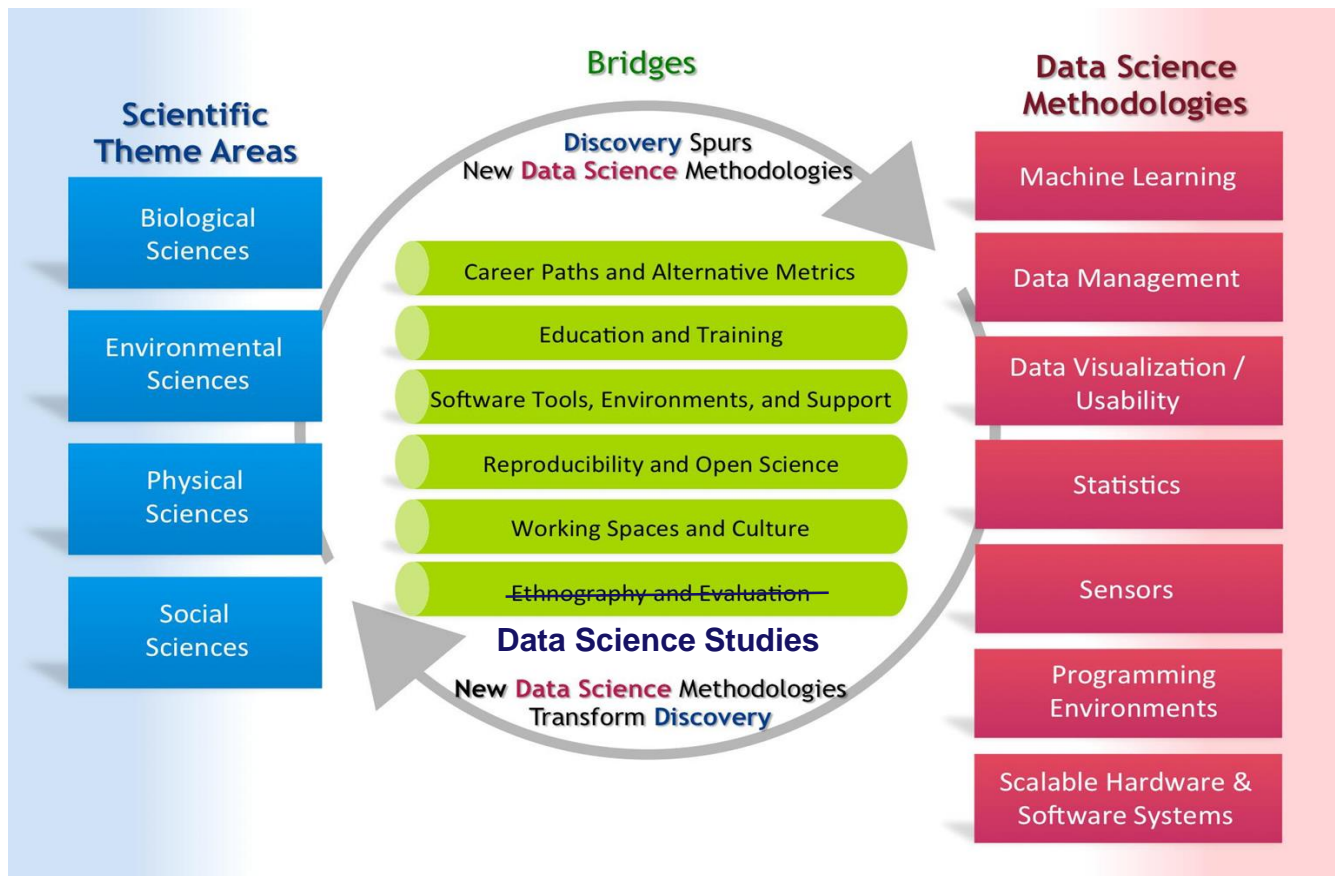 Scientific
Theme Areas
Biological
Sciences
Environmental
Sciences
Physical
Sciences
Social
Sciences
Bridges
Discovery Spurs
New Data Science Methodologies
Career Paths and Alternative Metrics
Education and Training
Software Tools, Environments, and Support
Reproducibility and Open Science
Working Spaces and Culture
Ethnography and Evaluation
Data Science Studies
New Data Science Methodologies
Transform Discovery
Data Science
Methodologies
Machine Learning
Data Management
Data Visualization /
Usability
Statistics
Sensors
Programming
Environments
Scalable Hardware &
Software Systems